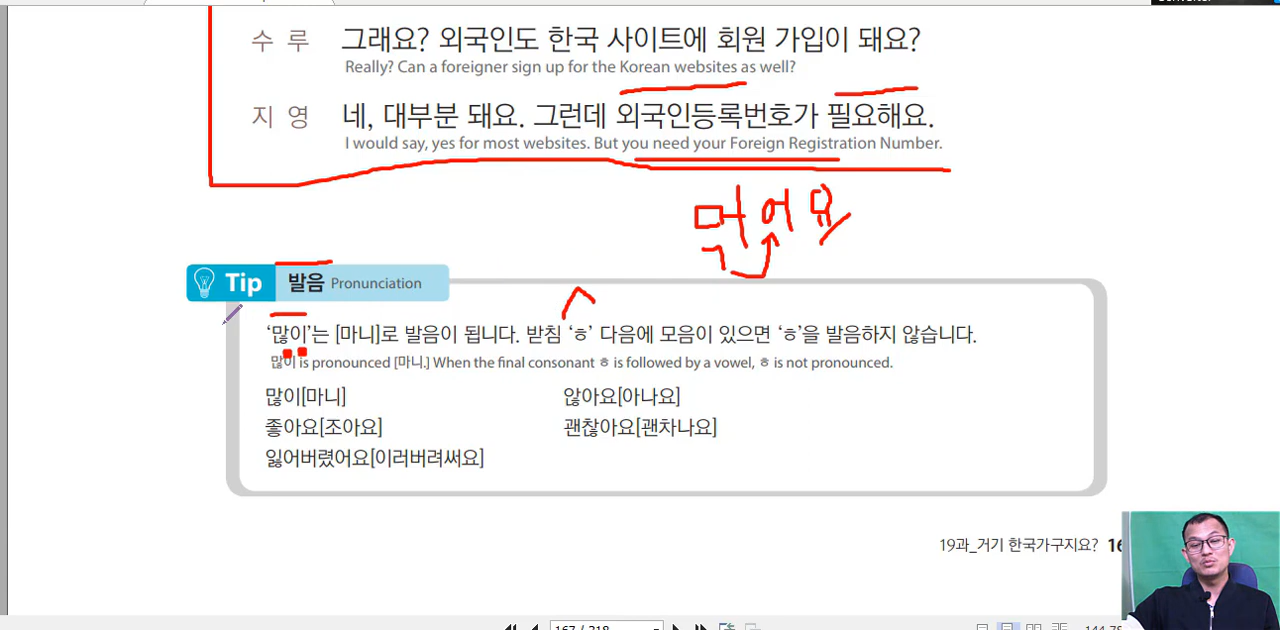 수 루 그래요? 외국인도 한국 사이트에 회원 가입이 돼요?
Really? Can a foreigner sign up for the Korean websites as well?
지 영 네, 대부분 돼요. 그런데 외국인등록번호가 필요해요.
I would say, yes for most websites. But you need your Foreign Registration Number.
먹어요
Tip 발음 Pronunciation
‘많이’는 [마니]로 발음이 됩니다. 받침 ‘ㅎ’ 다음에 모음이 있으면 ‘ㅎ’을 발음하지 않습니다.
많이 is pronounced [마니.] When the final consonant ㅎ is followed by a vowel, ㅎ is not pronounced.
많이[마니] 않아요[아나요]
좋아요[조아요] 괜찮아요[괜차나요]
잃어버렸어요[이러버려써요]
19과_거기 한국가구지요?
167 / 218